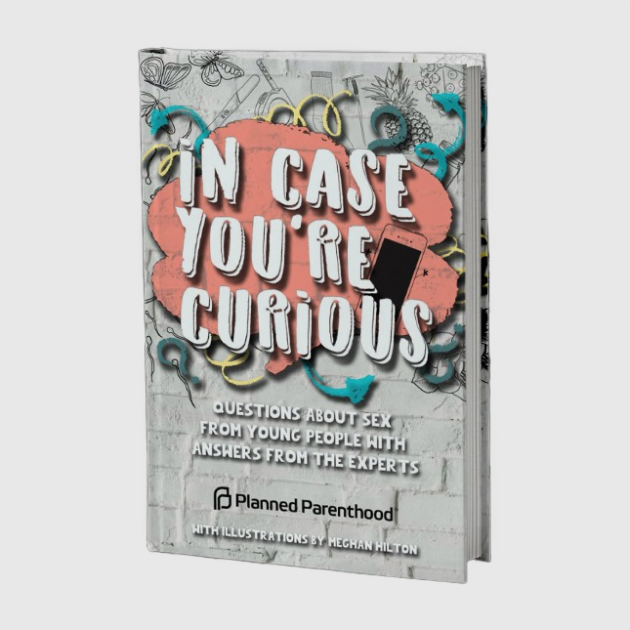 iN CASE
YOU'RE
CURiOUS
QUESTIONS ABOUT SEX
FROM YOUNG PEOPLE WITH
ANSWERS FROM THE EXPERTS
Planned Parenthood
WITH ILLUSTRATIONS BY MEGHAN HILTON